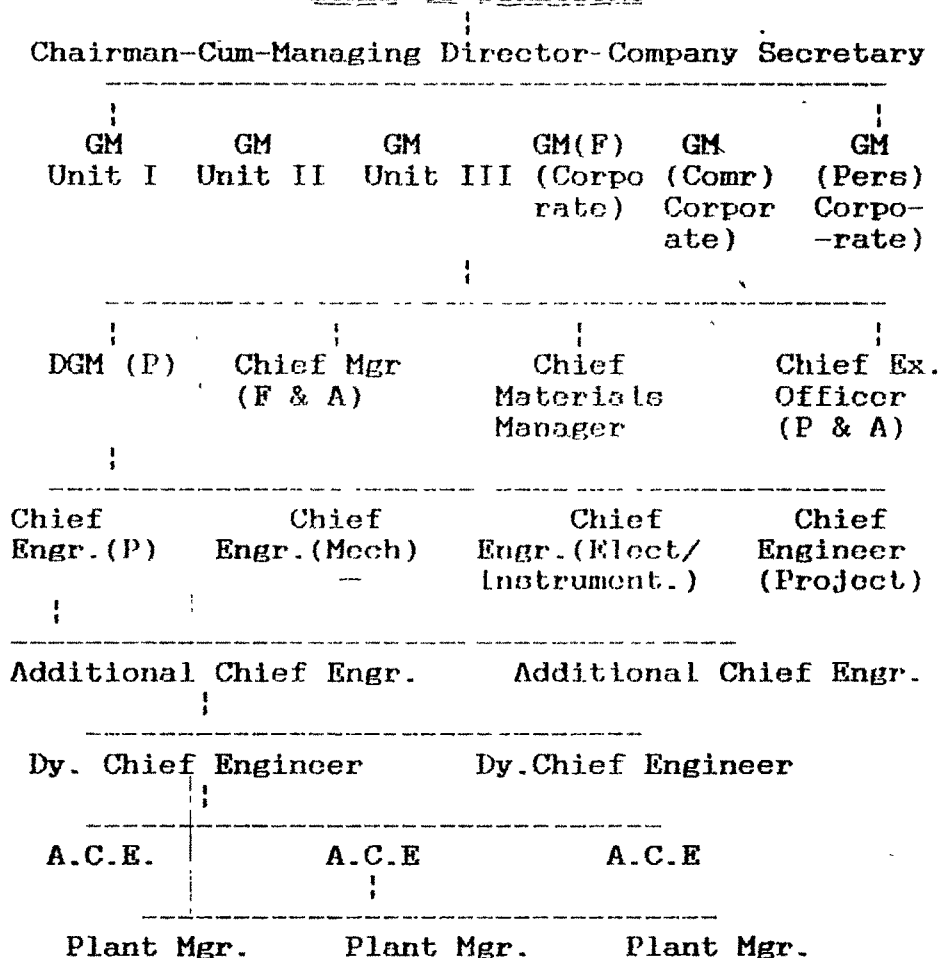 Chairman-Cum-Managing Director-Company Secretary
GM GM GM GM(F) GM GM
Unit I Unit II Unit III (Corpo (Comr) (Pers)
rate) Corpor Corpo-
ate) -rate)
DGM (P) Chief Mgr Chief Chief Ex.
(F & A) Materials Officer
Manager (P & A)
Chief Chief Chief Chief
Engr.(P) Engr.(Mech) Engr.(Elect/ Engineer
Instrument.) (Project)
Additional Chief Engr. Additional Chief Engr.
Dy. Chief Engineer Dy.Chief Engineer
A.C.E. A.C.E A.C.E
Plant Mgr. Plant Mgr. Plant Mgr.